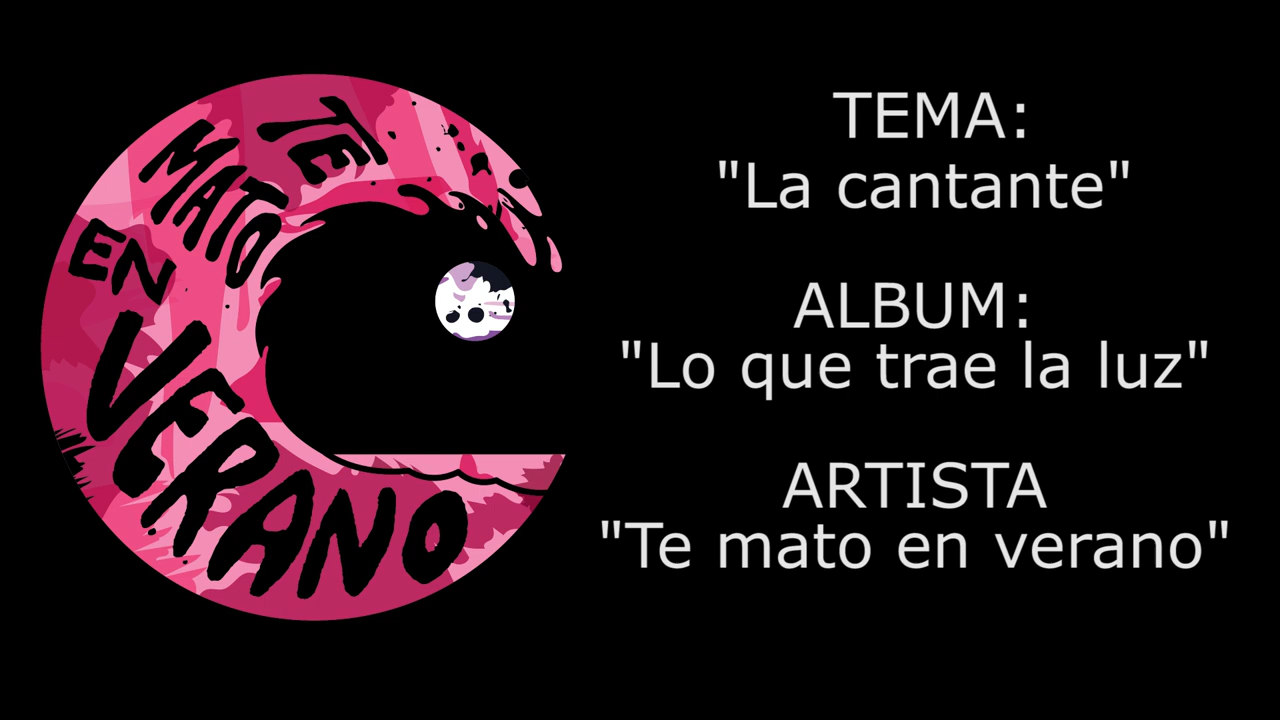 TE
MATO
EN
VERANO
TEMA:
"La cantante"
ALBUM:
"Lo que trae la luz"
ARTISTA
"Te mato en verano"